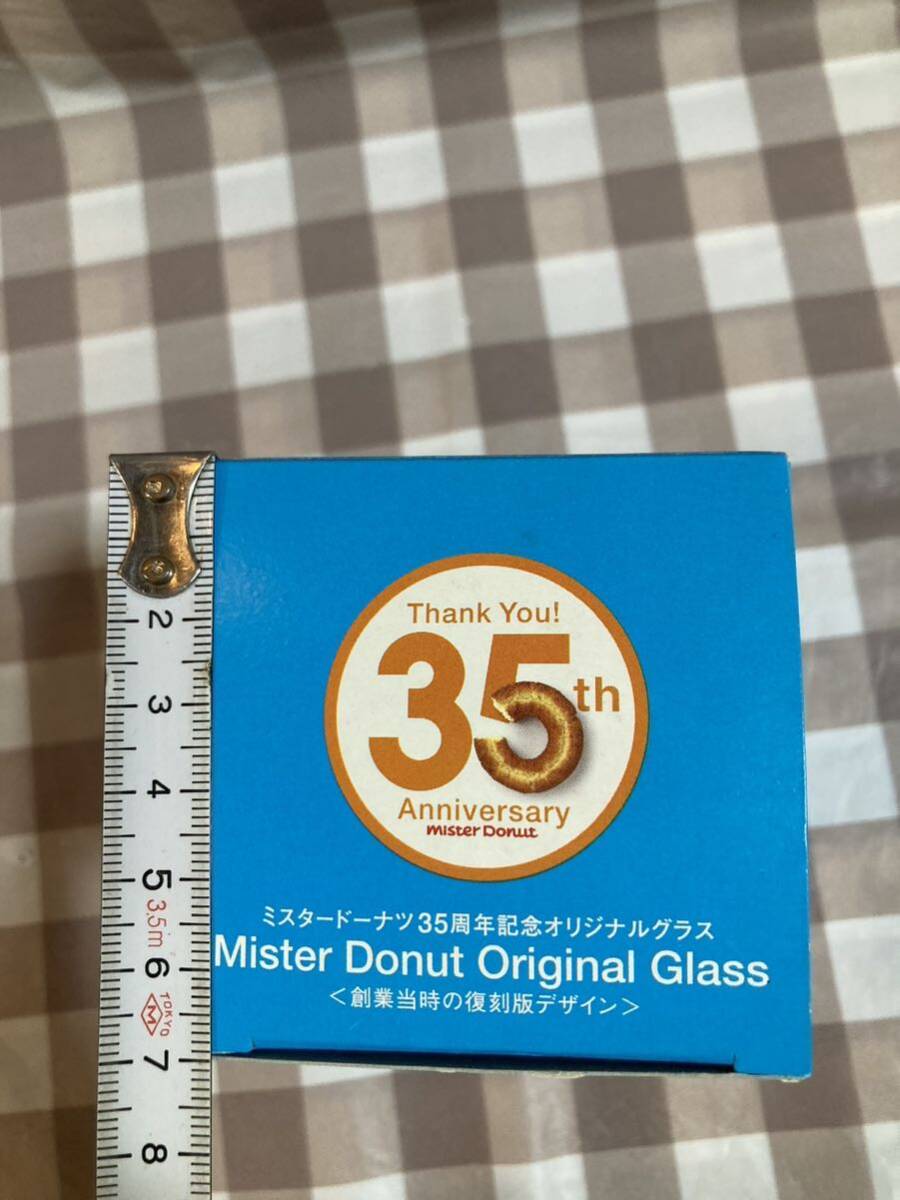 Thank You!
35th
Anniversary
mister Donut
ミスタードーナツ35周年記念オリジナルグラス
Mister Donut Original Glass
<創業当時の復刻版デザイン>
2
3
4
5
3.5m
6
TOKYO
M
7
8